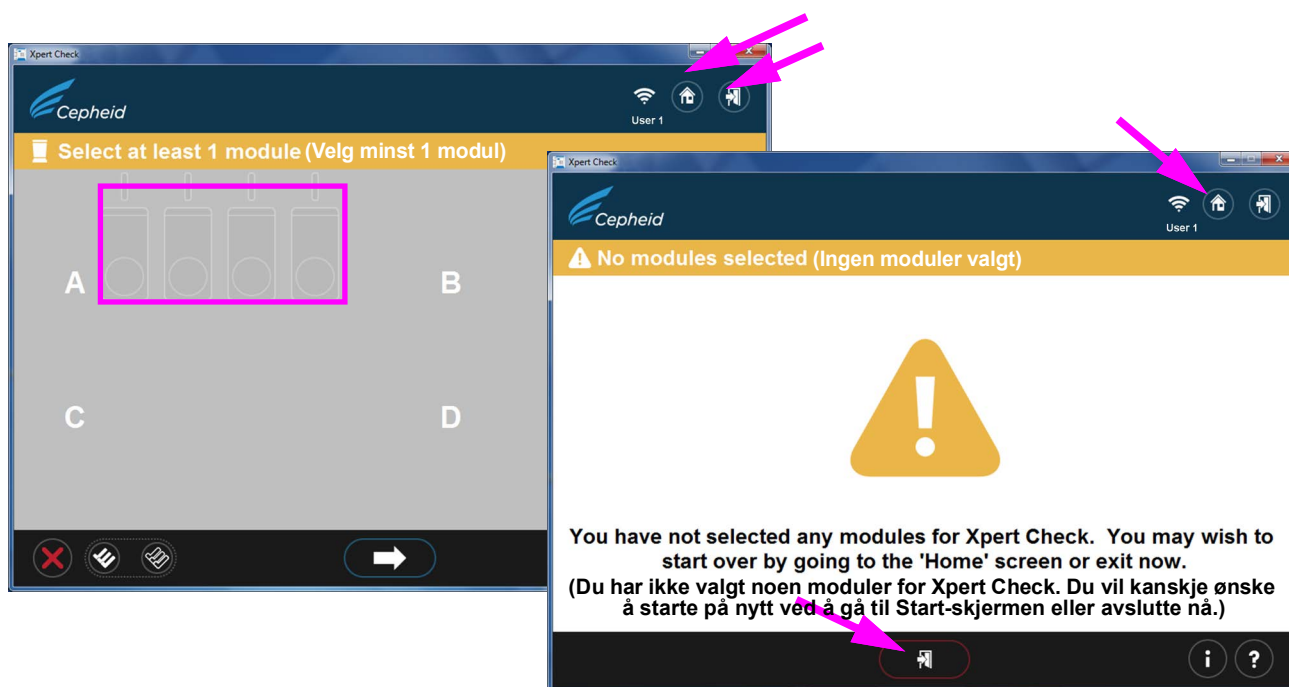 Xpert Check
Cepheid
User 1
Select at least 1 module (Velg minst 1 modul)
A
B
C
D
Xpert Check
Cepheid
User 1
No modules selected (Ingen moduler valgt)
You have not selected any modules for Xpert Check. You may wish to
start over by going to the 'Home' screen or exit now.
(Du har ikke valgt noen moduler for Xpert Check. Du vil kanskje ønske
å starte på nytt ved å gå til Start-skjermen eller avslutte nå.)
i ?